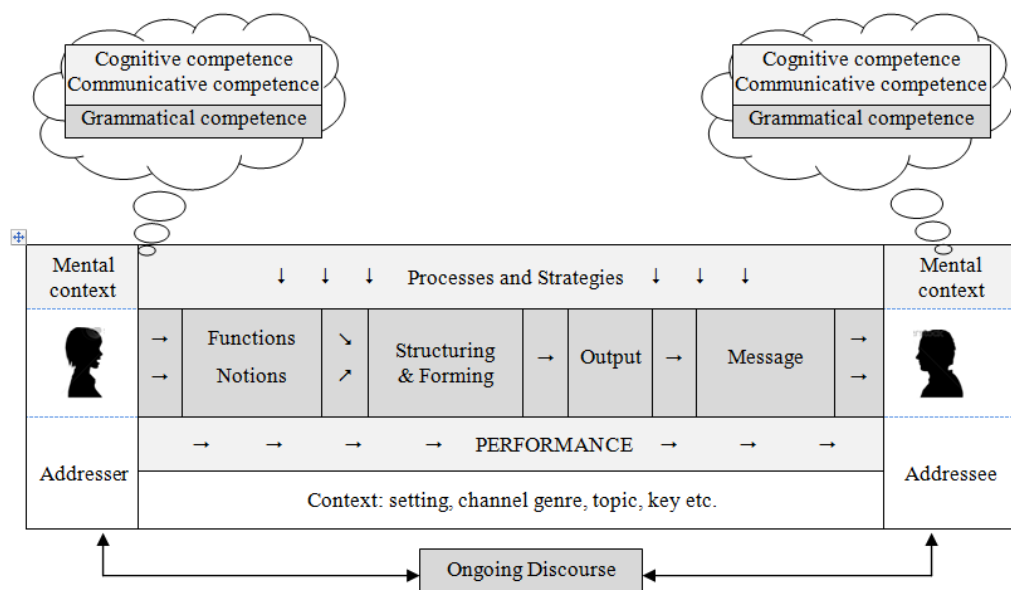 Cognitive competence
Communicative competence
Grammatical competence
Cognitive competence
Communicative competence
Grammatical competence
Mental
context
↓ ↓ ↓ Processes and Strategies ↓ ↓ ↓
Mental
context
→ Functions ↘
→ Notions ↗
Structuring
& Forming
→ Output → Message →
→
→ → → → PERFORMANCE → → →
Addresser
Addressee
Context: setting, channel genre, topic, key etc.
Ongoing Discourse